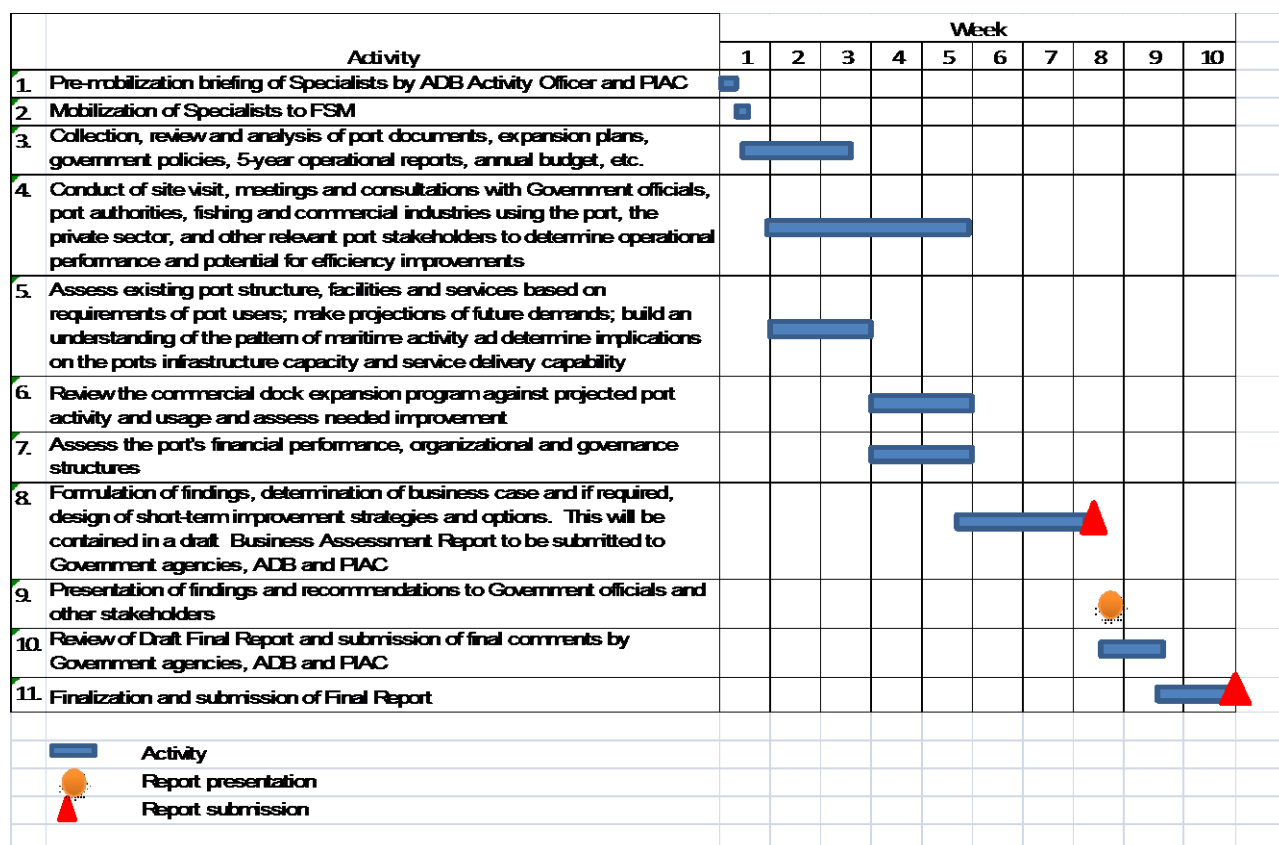 Week
Activity 1 2 3 4 5 6 7 8 9 10
1. Pre-mobilization briefing of Specialists by ADB Activity Officer and PIAC
2. Mobilization of Specialists to FSM
3. Collection, review and analysis of port documents, expansion plans,
government policies, 5-year operational reports, annual budget, etc.
4. Conduct of site visit, meetings and consultations with Government officials,
port authorities, fishing and commercial industries using the port, the
private sector, and other relevant port stakeholders to determine operational
performance and potential for efficiency improvements
5. Assess existing port structure, facilities and services based on
requirements of port users; make projections of future demands; build an
understanding of the pattern of maritime activity ad determine implications
on the ports infrastructure capacity and service delivery capability
6. Review the commercial dock expansion program against projected port
activity and usage and assess needed improvement
7. Assess the port's financial performance, organizational and governance
structures
8. Formulation of findings, determination of business case and if required,
design of short-term improvement strategies and options. This will be
contained in a draft Business Assessment Report to be submitted to
Government agencies, ADB and PIAC
9. Presentation of findings and recommendations to Government officials and
other stakeholders
10. Review of Draft Final Report and submission of final comments by
Government agencies, ADB and PIAC
11. Finalization and submission of Final Report
Activity
Report presentation
Report submission